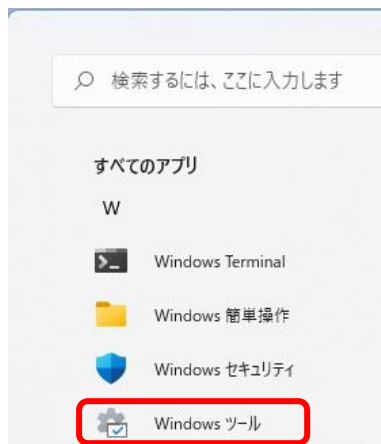 検索するには、ここに入力します
すべてのアプリ
W
Windows Terminal
Windows 簡単操作
Windows セキュリティ
Windows ツール